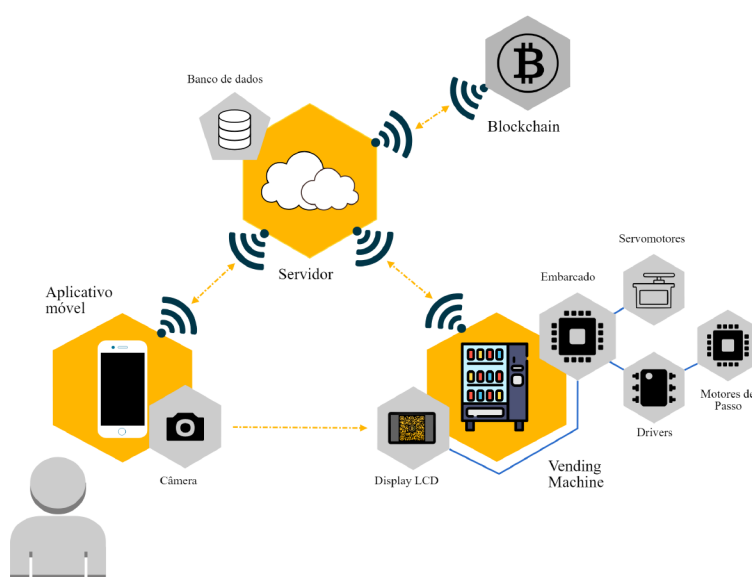 Banco de dados
Blockchain
Servidor
Servomotores
Embarcado
Aplicativo
móvel
Motores de
Passo
Drivers
Câmera
Display LCD
Vending
Machine